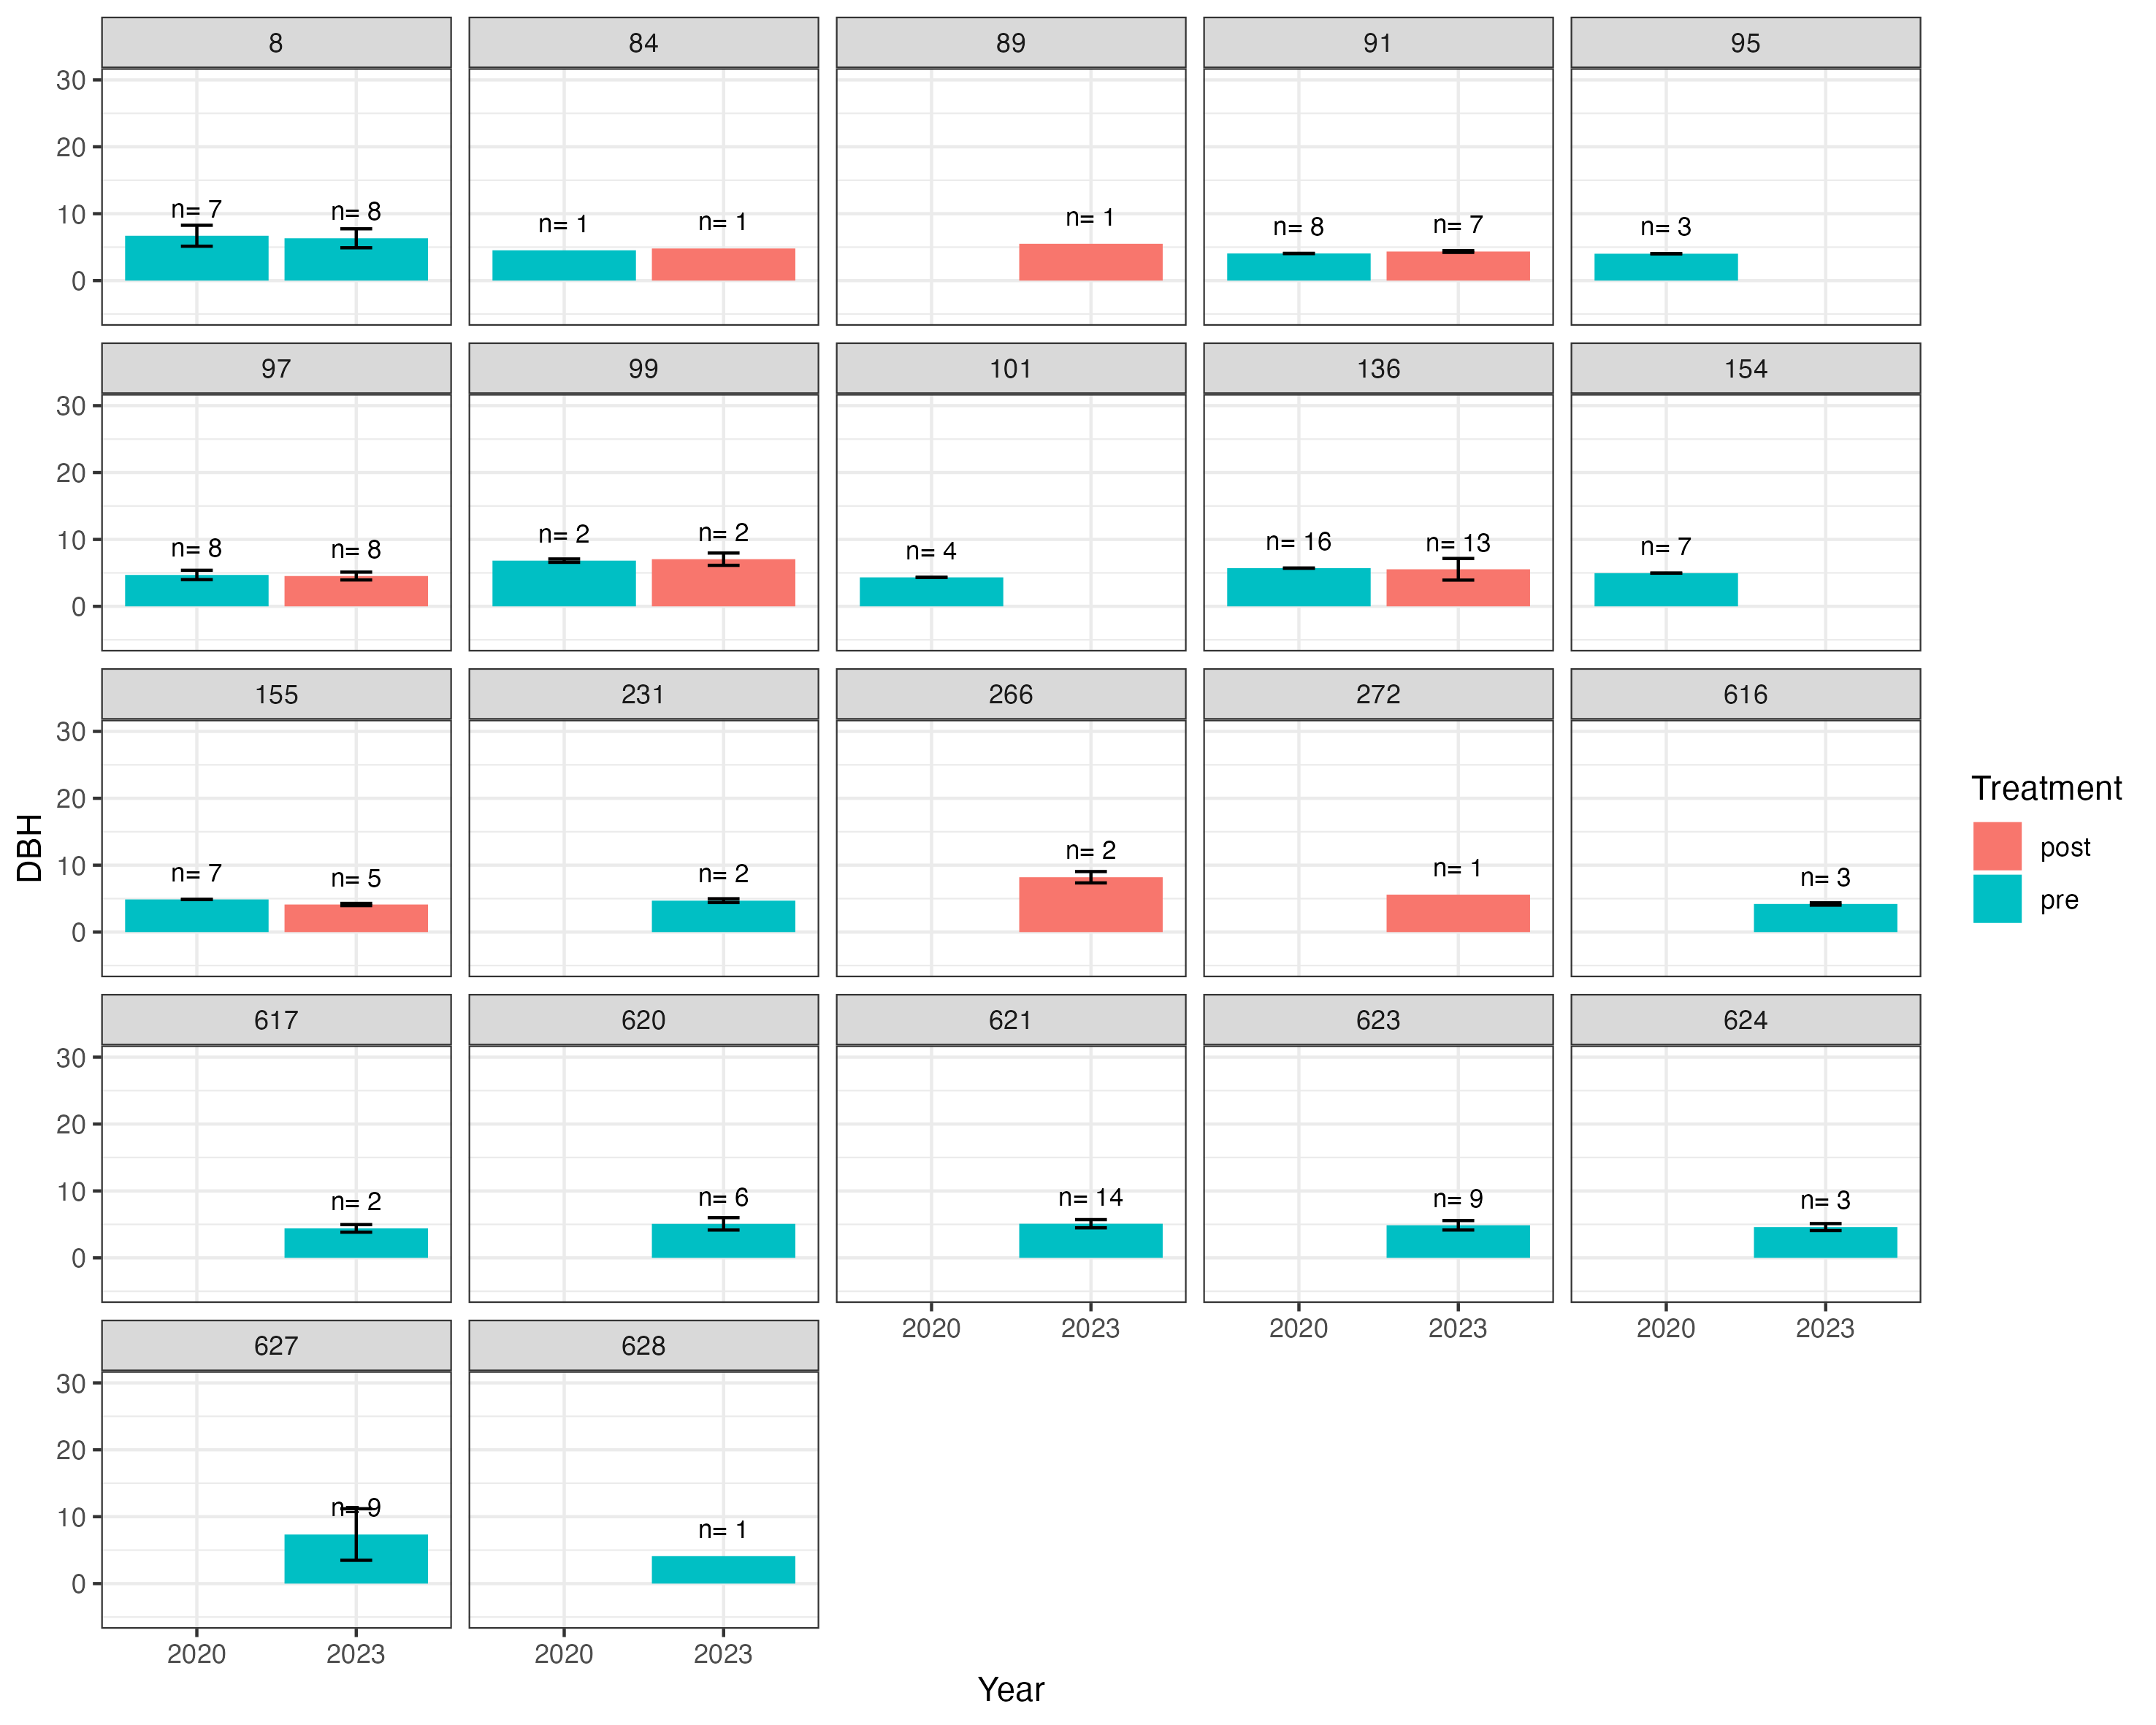 8 84 89 91 95
30
20
10
0
n= 7 n= 8 n= 1 n= 1 n= 1 n= 8 n= 7 n= 3
97 99 101 136 154
30
20
10
0
n= 8 n= 8 n= 2 n= 2 n= 4 n= 16 n= 13 n= 7
155 231 266 272 616
30
20
10
0
n= 7 n= 5 n= 2 n= 2 n= 1 n= 3
617 620 621 623 624
30
20
10
0
n= 2 n= 6 n= 14 n= 9 n= 3
2020 2023 2020 2023 2020 2023
627 628
30
20
10
0
n= 9 n= 1
2020 2023 2020 2023
Year
DBH
Treatment
post
pre